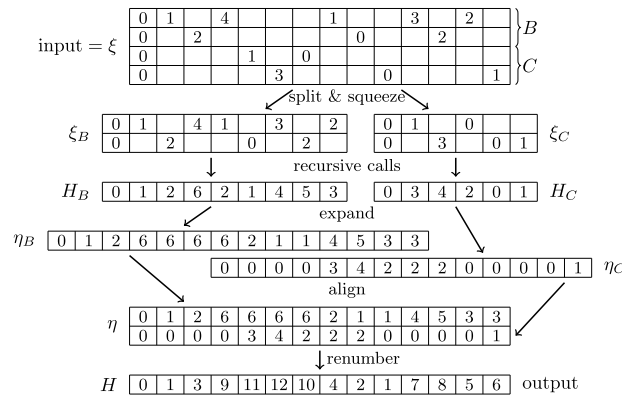 0 1 4 1 3 2
0 2 0 2
B
input = ξ
0 1 0
0 3 0 1
C
split & squeeze
ξ_B 0 1 4 1 3 2
0 2 0 2
0 1 0 ξ_C
0 3 0 1
recursive calls
H_B 0 1 2 6 2 1 4 5 3
0 3 4 2 0 1 H_C
expand
η_B 0 1 2 6 6 6 6 2 1 1 4 5 3 3
0 0 0 0 3 4 2 2 2 0 0 0 0 1 η_C
align
η
0 1 2 6 6 6 6 2 1 1 4 5 3 3
0 0 0 0 3 4 2 2 2 0 0 0 0 1
renumber
H 0 1 3 9 11 12 10 4 2 1 7 8 5 6 output